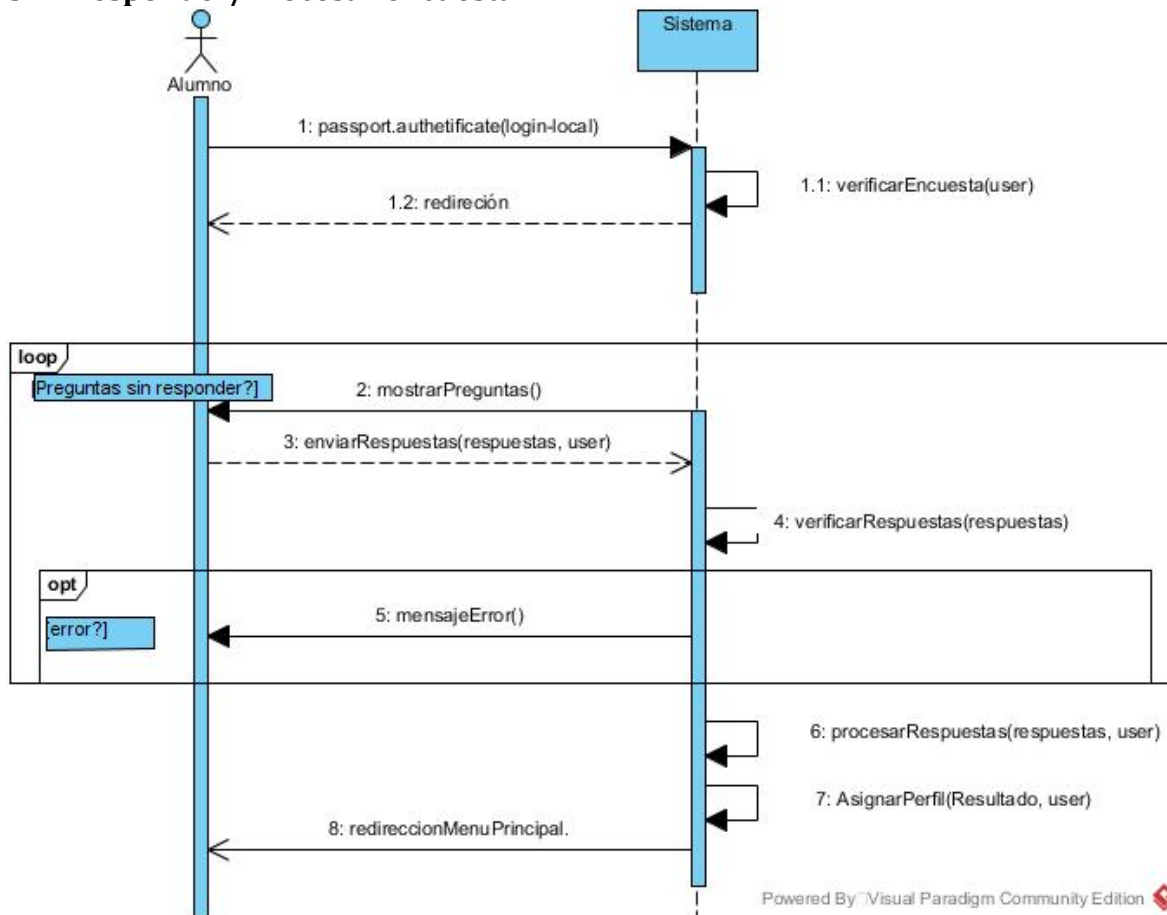 Alumno
Sistema
1: passport.authetificate(login-local)
1.1: verificarEncuesta(user)
1.2: redireción
loop
[Preguntas sin responder?]
2: mostrarPreguntas()
3: enviarRespuestas(respuestas, user)
4: verificarRespuestas(respuestas)
opt
[error?]
5: mensajeError()
6: procesarRespuestas(respuestas, user)
7: AsignarPerfil(Resultado, user)
8: redireccionMenuPrincipal.
Powered By Visual Paradigm Community Edition